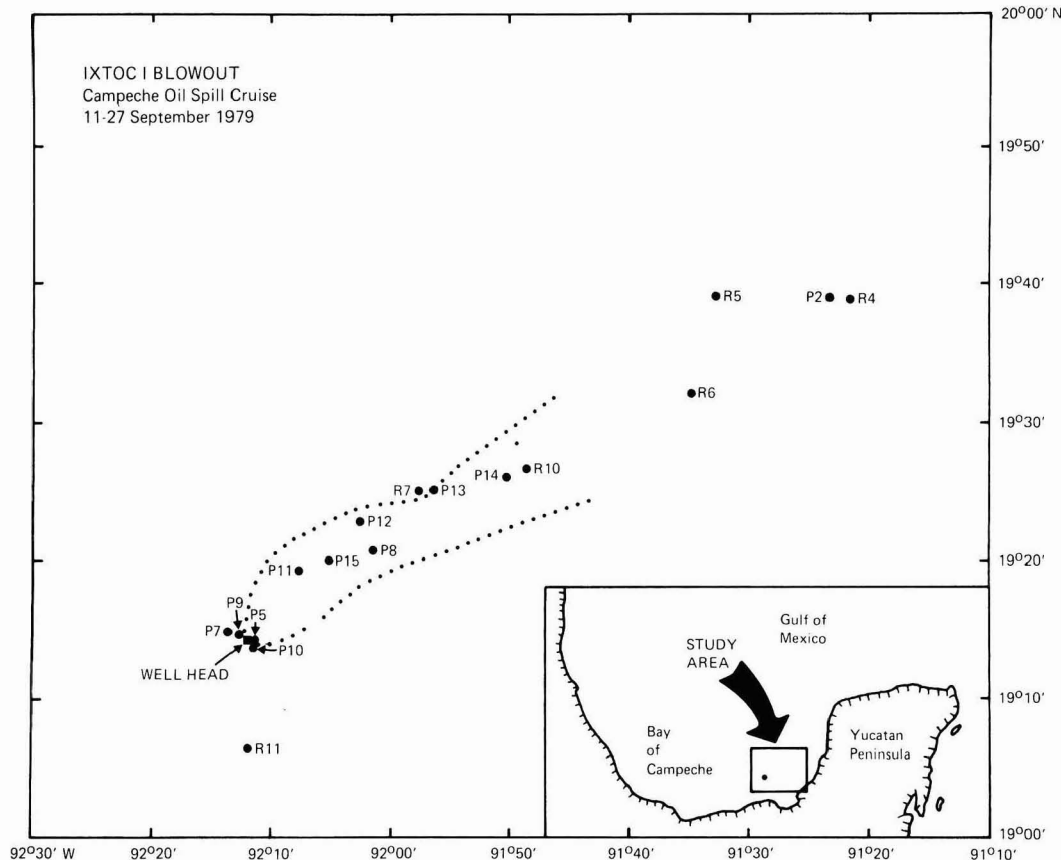 20°00' N
IXTOC I BLOWOUT
Campeche Oil Spill Cruise
11-27 September 1979
19°50'
19°40'
R5
P2
R4
R6
19°30'
P14
R10
R7
P13
P12
P8
P15
P11
19°20'
P9
P5
P7
P10
WELL HEAD
R11
19°10'
Gulf of
Mexico
STUDY
AREA
Bay
of
Campeche
Yucatan
Peninsula
19°00'
92°30' W
92°20'
92°10'
92°00'
91°50'
91°40'
91°30'
91°20'
91°10'